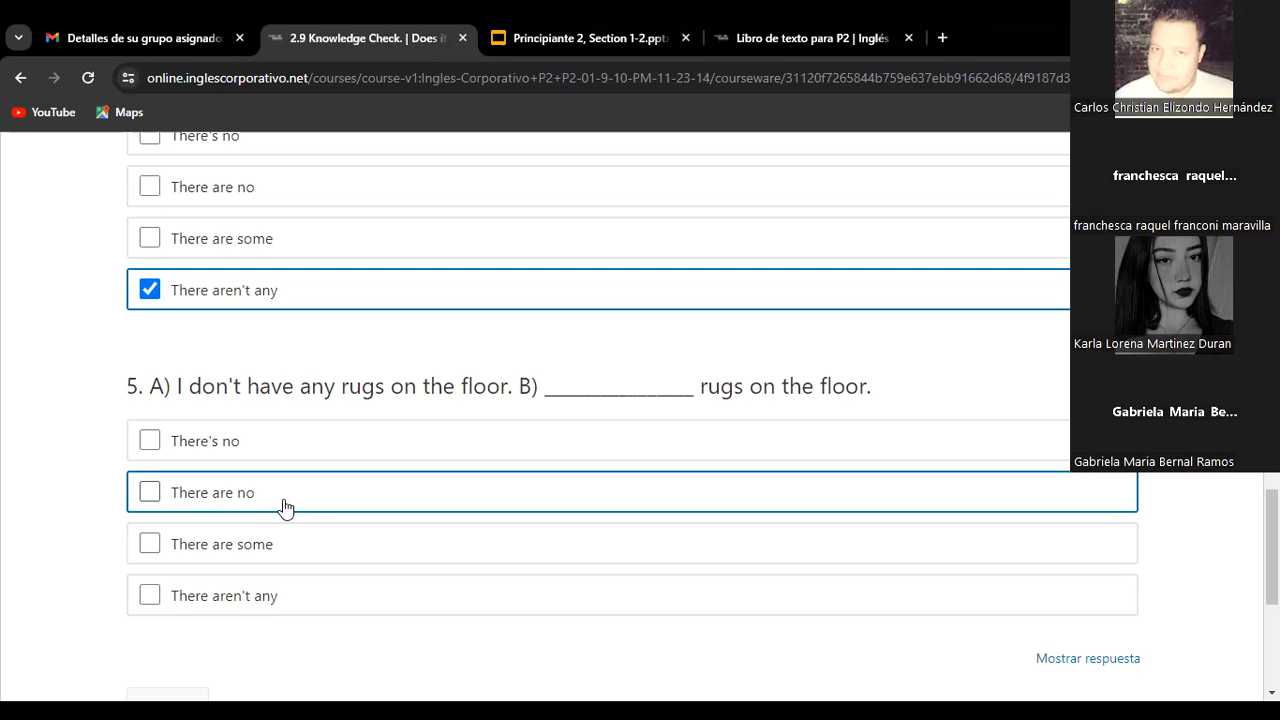 Detalles de su grupo asignado
2.9 Knowledge Check. | Does i
Principiante 2, Section 1-2.ppt
Libro de texto para P2 | Inglés
online.inglescorporativo.net/courses/course-v1:Ingles-Corporativo+P2+P2-01-9-10-PM-11-23-14/courseware/31120f7265844b759e637ebb91662d68/4f9187d3
YouTube
Maps
There's no
There are no
There are some
There aren't any
5. A) I don't have any rugs on the floor. B) _______________ rugs on the floor.
There's no
There are no
There are some
There aren't any
Mostrar respuesta
Carlos Christian Elizondo Hernández
franchesca raquel...
franchesca raquel franconi maravilla
Karla Lorena Martinez Duran
Gabriela Maria Be...
Gabriela Maria Bernal Ramos